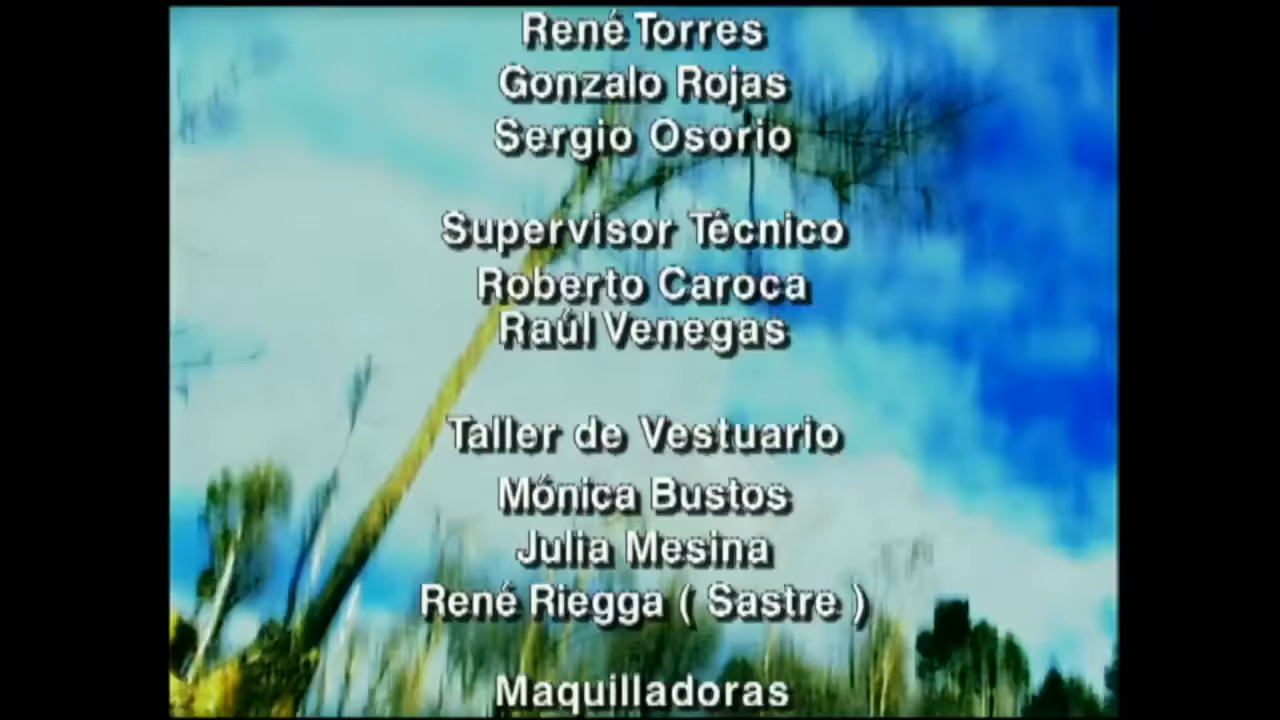 René Torres
Gonzalo Rojas
Sergio Osorio
Supervisor Técnico
Roberto Caroca
Raúl Venegas
Taller de Vestuario
Mónica Bustos
Julia Mesina
René Riegga ( Sastre )
Maquilladoras